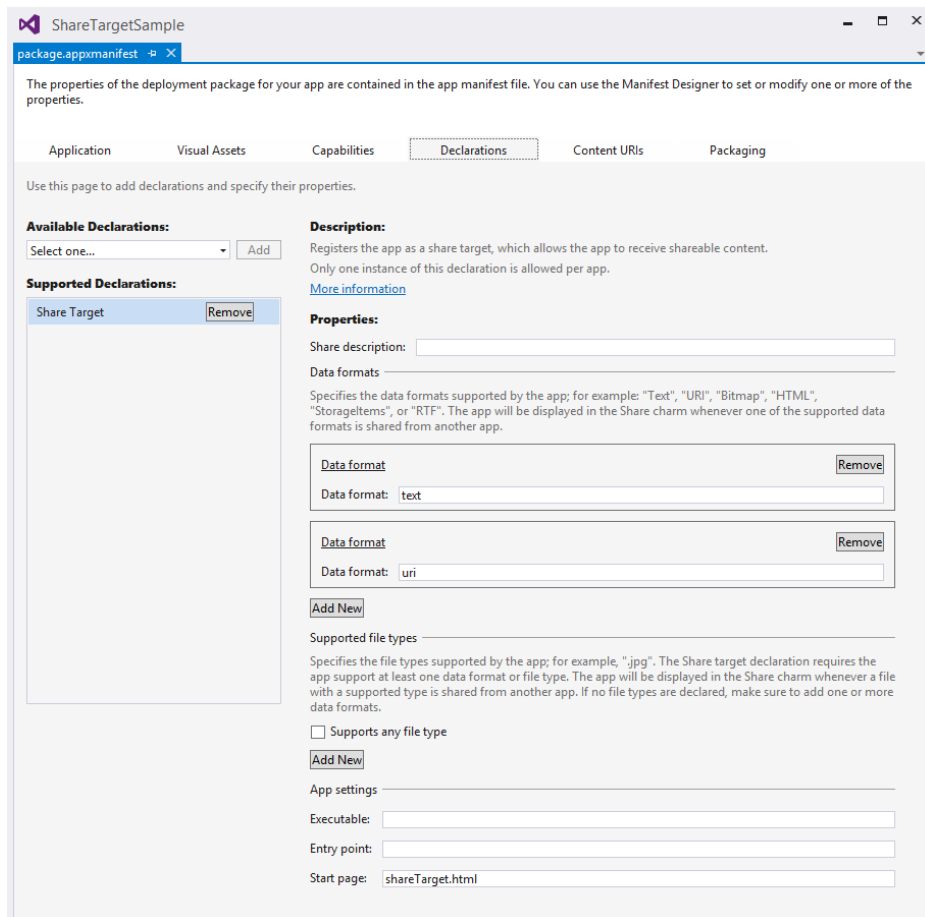 ShareTargetSample
package.appxmanifest
The properties of the deployment package for your app are contained in the app manifest file. You can use the Manifest Designer to set or modify one or more of the
properties.
Application Visual Assets Capabilities Declarations Content URIs Packaging
Use this page to add declarations and specify their properties.
Available Declarations:
Select one... Add
Supported Declarations:
Share Target Remove
Description:
Registers the app as a share target, which allows the app to receive shareable content.
Only one instance of this declaration is allowed per app.
More information
Properties:
Share description:
Data formats
Specifies the data formats supported by the app; for example: "Text", "URI", "Bitmap", "HTML",
"StorageItems", or "RTF". The app will be displayed in the Share charm whenever one of the supported data
formats is shared from another app.
Data format Remove
Data format: text
Data format Remove
Data format: uri
Add New
Supported file types
Specifies the file types supported by the app; for example, ".jpg". The Share target declaration requires the
app support at least one data format or file type. The app will be displayed in the Share charm whenever a file
with a supported type is shared from another app. If no file types are declared, make sure to add one or more
data formats.
Supports any file type
Add New
App settings
Executable:
Entry point:
Start page: shareTarget.html